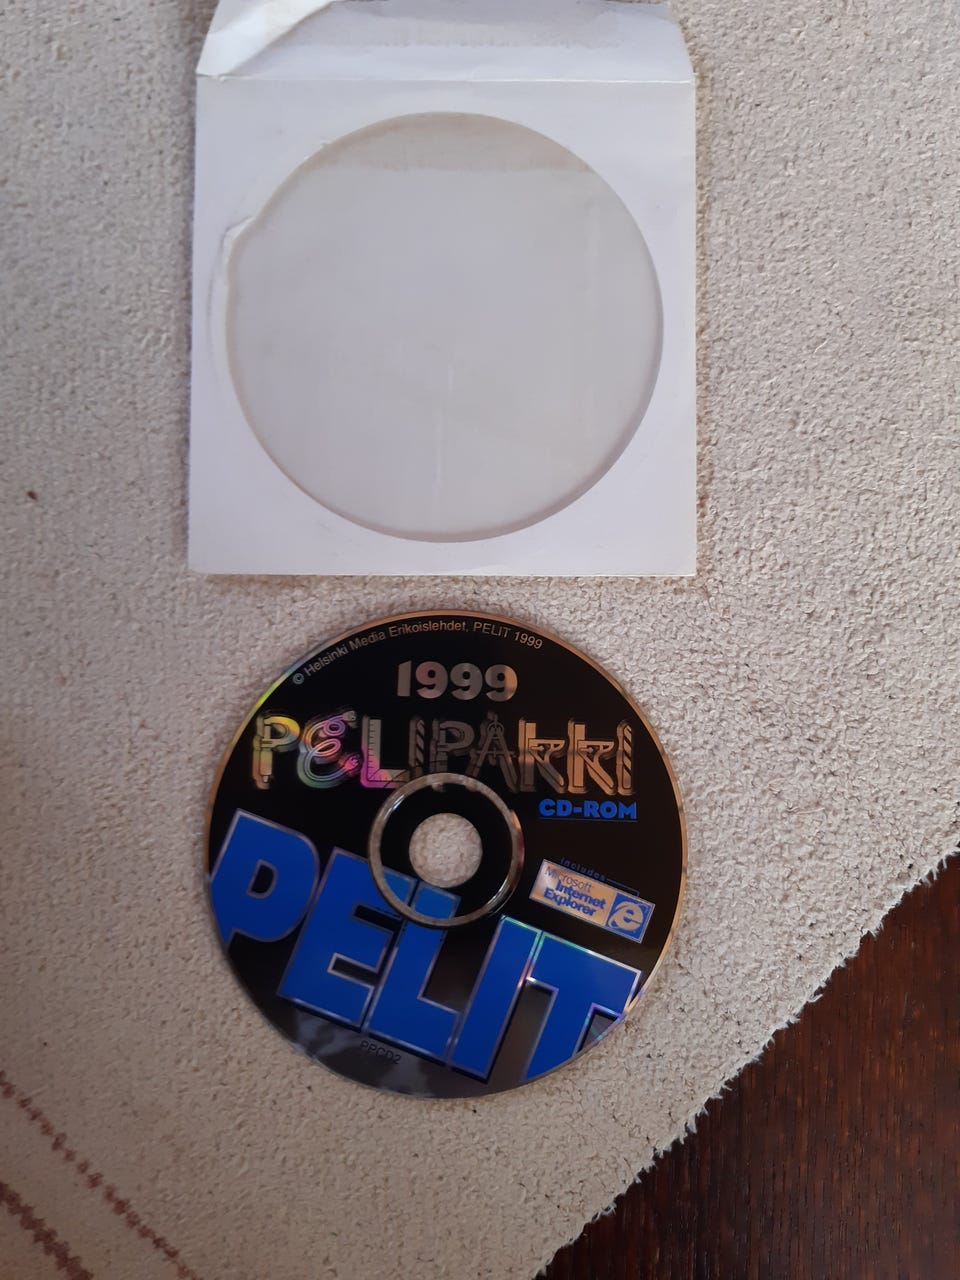 © Helsinki Media Erikoislehdet, PELIT 1999
1999
PELIPAKKI
CD-ROM
includes
Microsoft
Internet
Explorer
PELIT
PPCD2